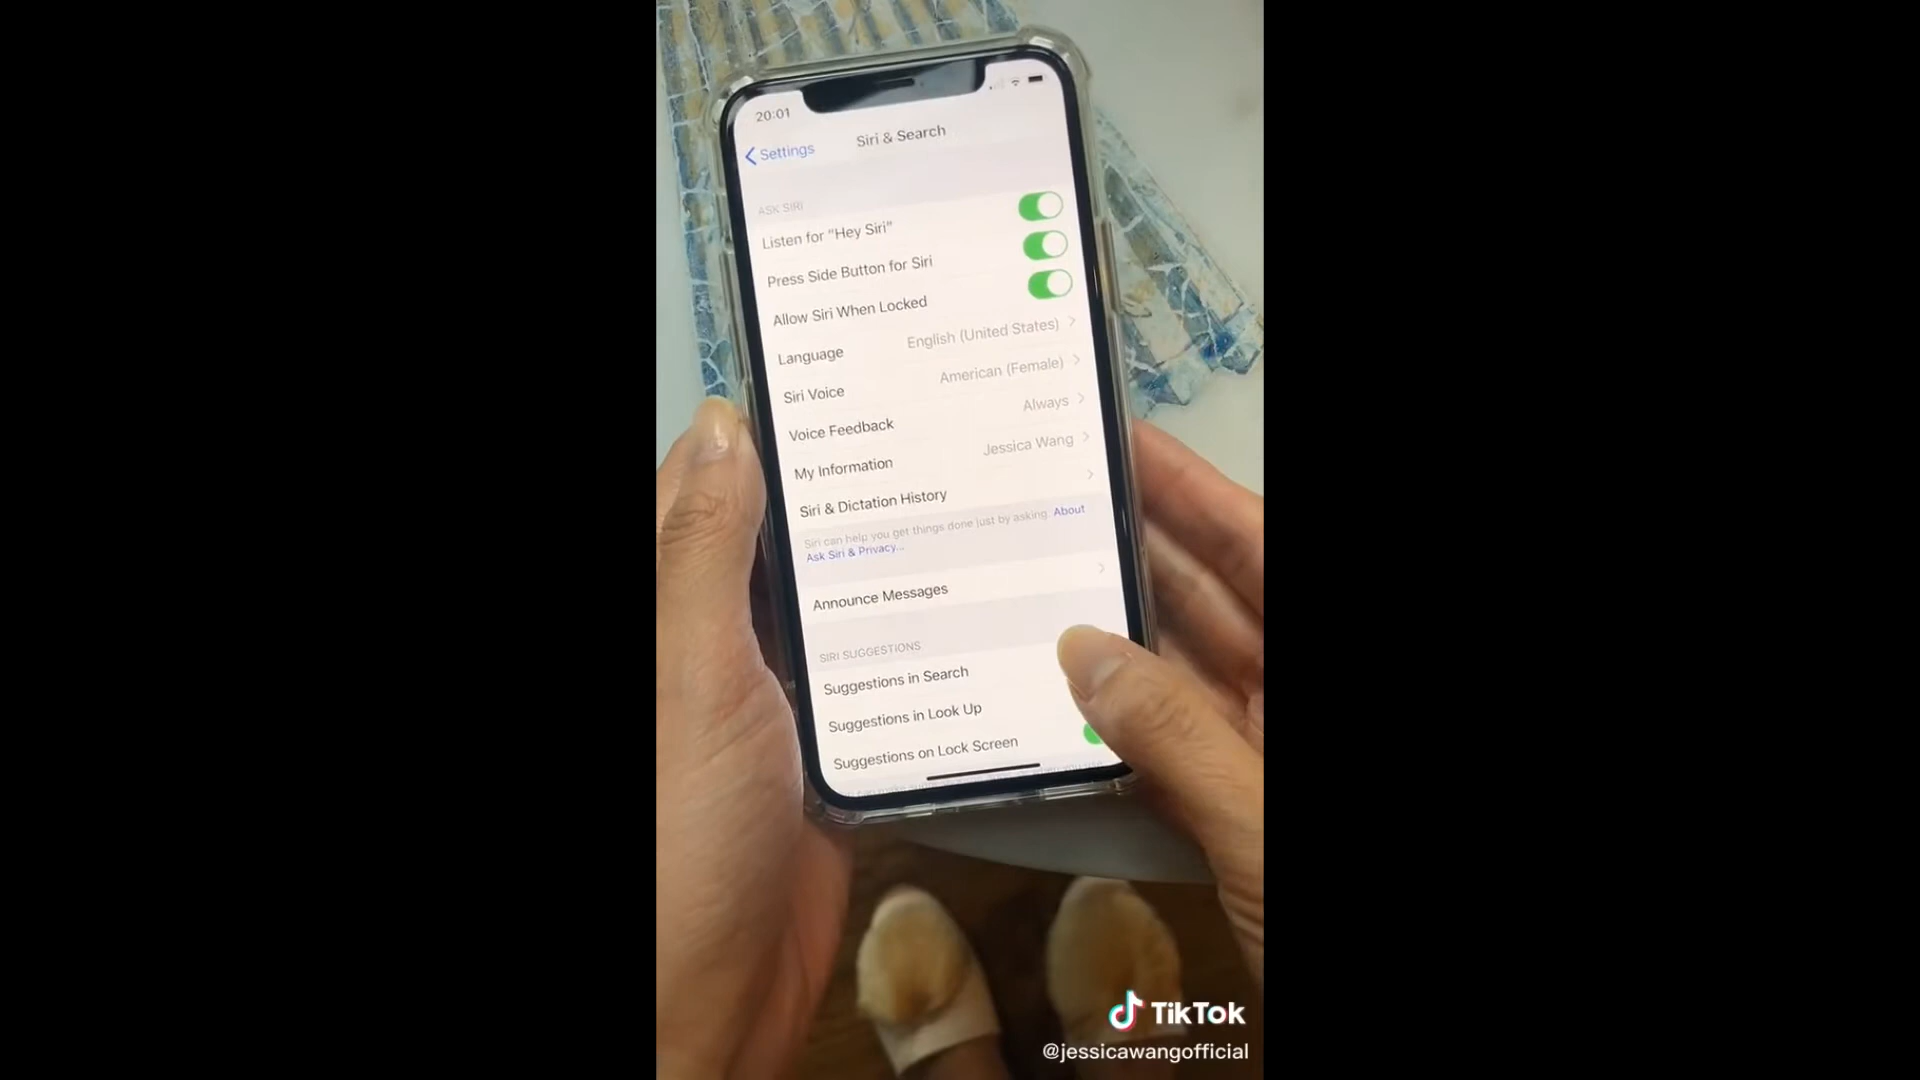 20:01
Settings
Siri & Search
ASK SIRI
Listen for "Hey Siri"
Press Side Button for Siri
Allow Siri When Locked
Language English (United States)
Siri Voice American (Female)
Voice Feedback Always
My Information Jessica Wang
Siri & Dictation History
Siri can help you get things done just by asking. About
Ask Siri & Privacy...
Announce Messages
SIRI SUGGESTIONS
Suggestions in Search
Suggestions in Look Up
Suggestions on Lock Screen
TikTok
@jessicawangofficial